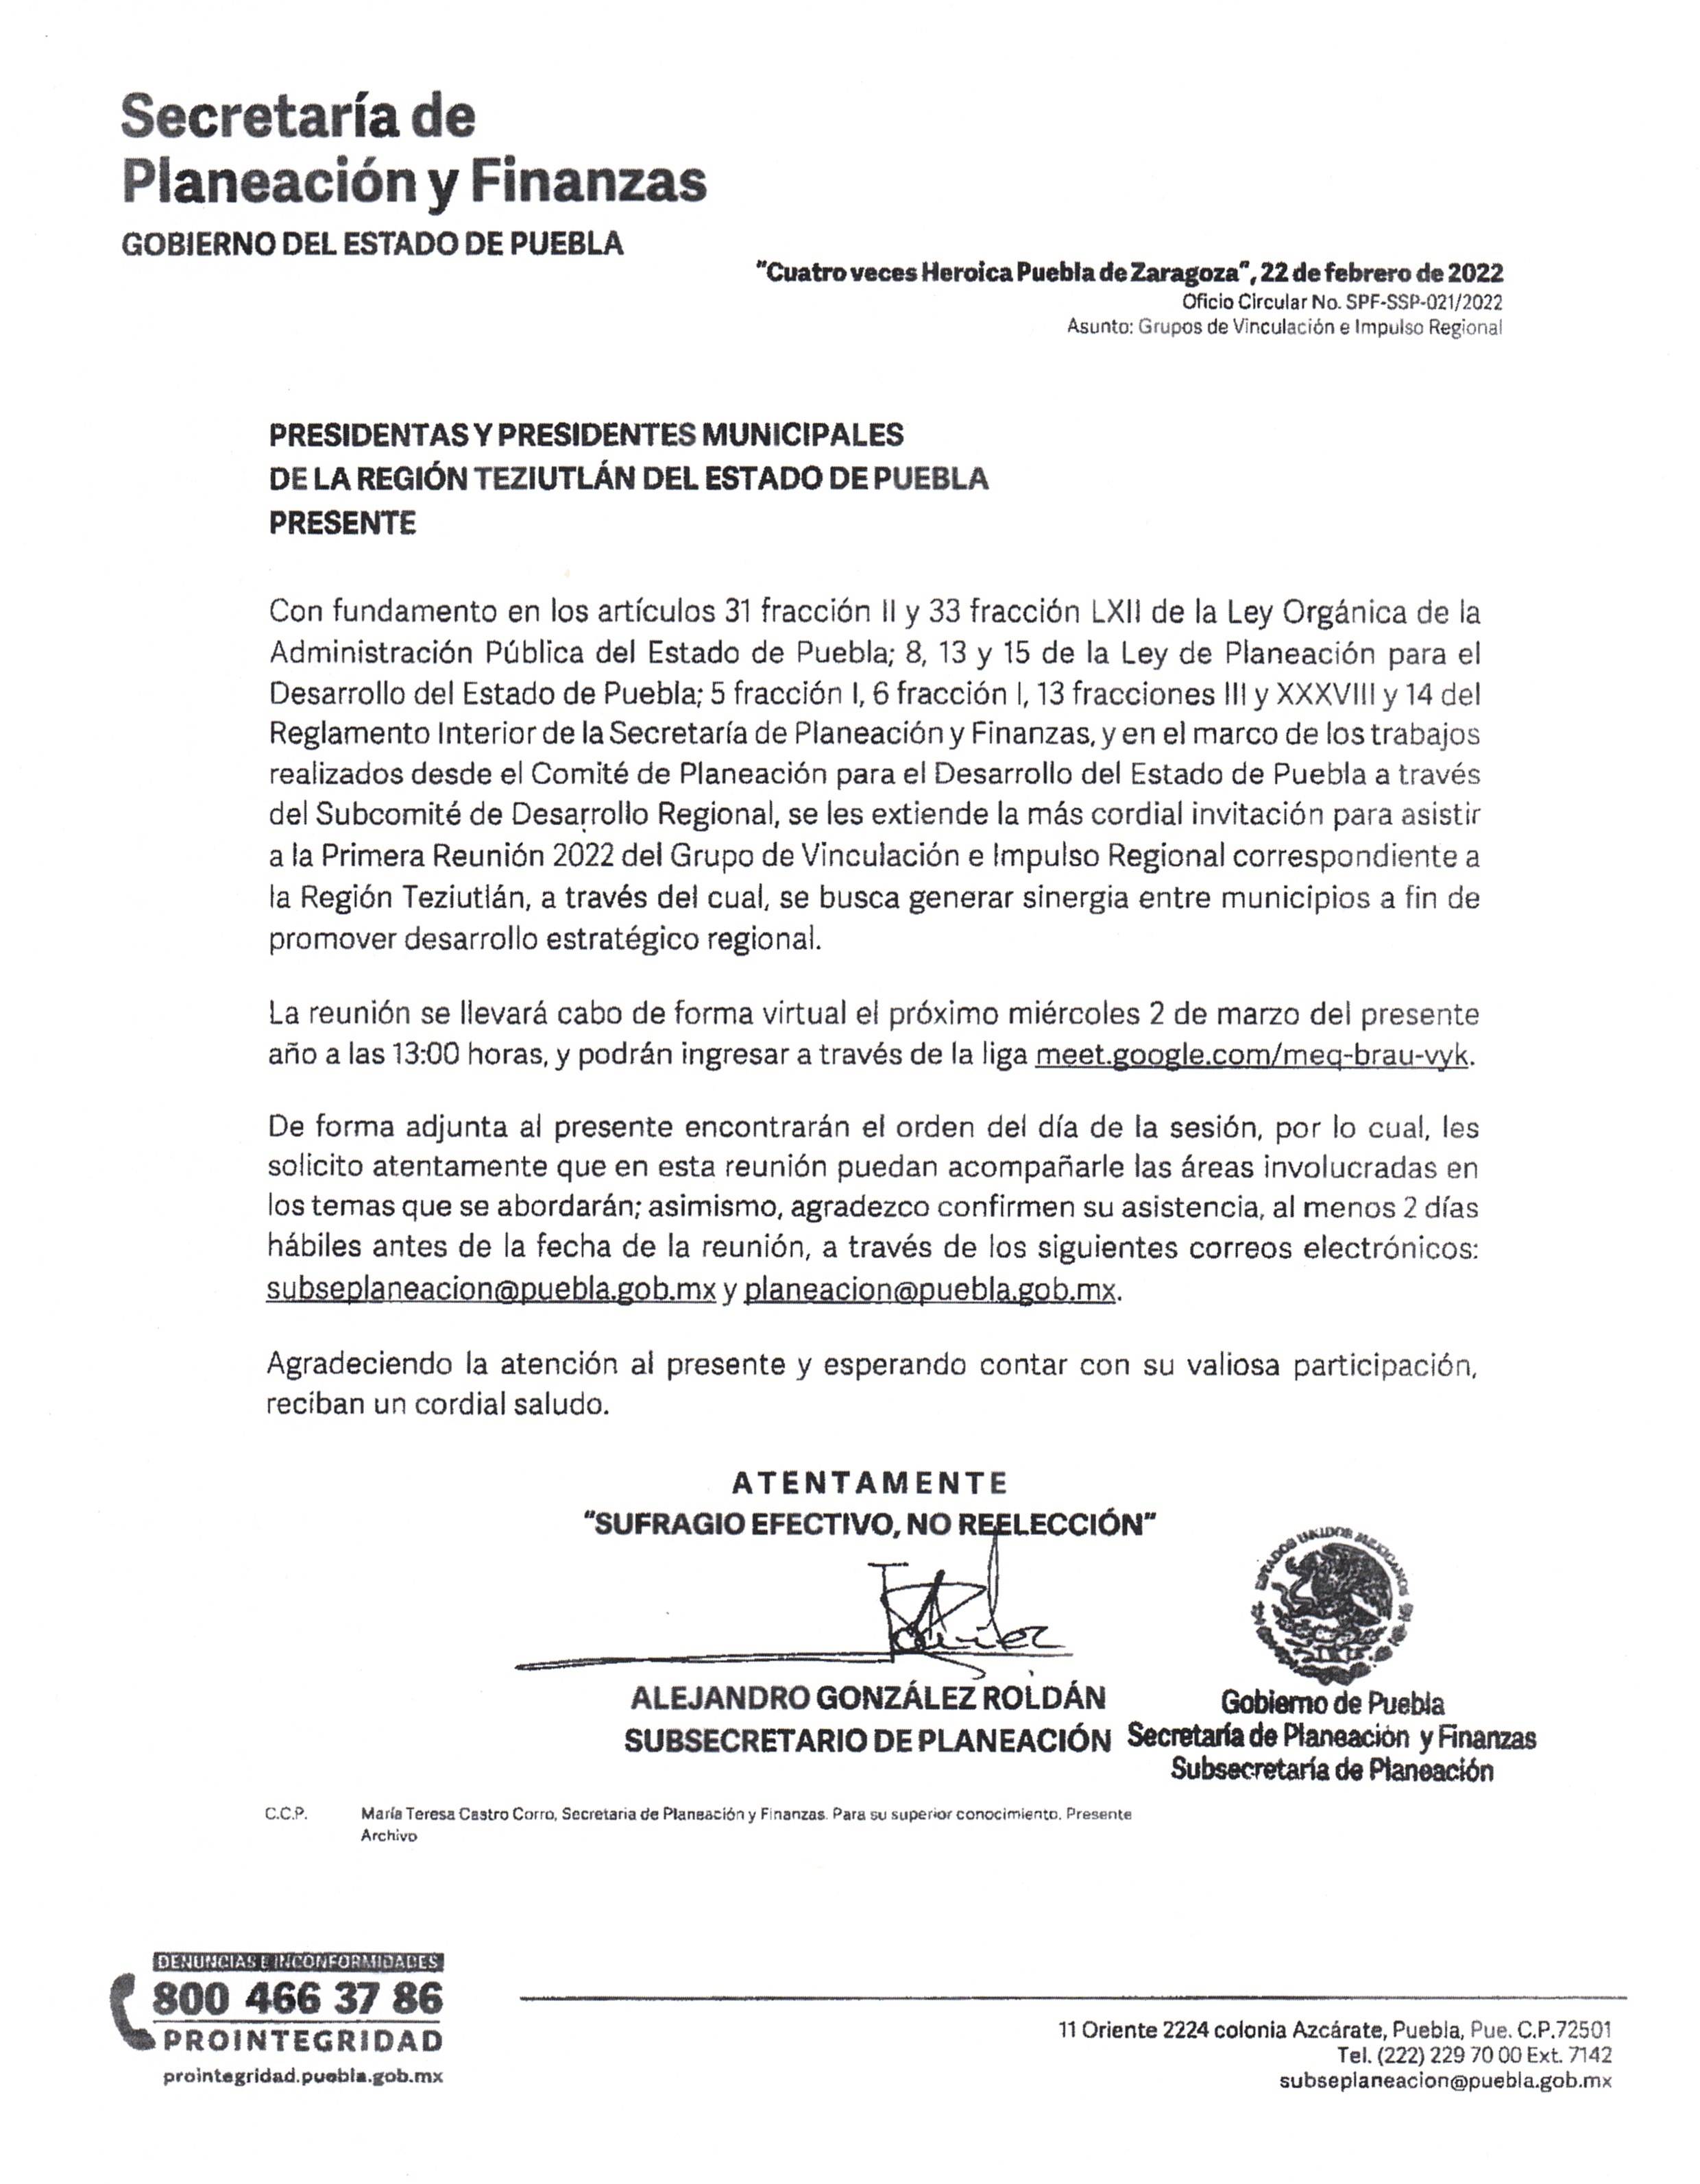 Secretaría de
Planeación y Finanzas
GOBIERNO DEL ESTADO DE PUEBLA
"Cuatro veces Heroica Puebla de Zaragoza", 22 de febrero de 2022
Oficio Circular No. SPF-SSP-021/2022
Asunto: Grupos de Vinculación e Impulso Regional
PRESIDENTAS Y PRESIDENTES MUNICIPALES
DE LA REGIÓN TEZIUTLÁN DEL ESTADO DE PUEBLA
PRESENTE
Con fundamento en los artículos 31 fracción II y 33 fracción LXII de la Ley Orgánica de la
Administración Pública del Estado de Puebla; 8, 13 y 15 de la Ley de Planeación para el
Desarrollo del Estado de Puebla; 5 fracción I, 6 fracción I, 13 fracciones III y XXXVIII y 14 del
Reglamento Interior de la Secretaría de Planeación y Finanzas, y en el marco de los trabajos
realizados desde el Comité de Planeación para el Desarrollo del Estado de Puebla a través
del Subcomité de Desarrollo Regional, se les extiende la más cordial invitación para asistir
a la Primera Reunión 2022 del Grupo de Vinculación e Impulso Regional correspondiente a
la Región Teziutlán, a través del cual, se busca generar sinergia entre municipios a fin de
promover desarrollo estratégico regional.
La reunión se llevará cabo de forma virtual el próximo miércoles 2 de marzo del presente
año a las 13:00 horas, y podrán ingresar a través de la liga meet.google.com/meq-brau-vyk.
De forma adjunta al presente encontrarán el orden del día de la sesión, por lo cual, les
solicito atentamente que en esta reunión puedan acompañarle las áreas involucradas en
los temas que se abordarán; asimismo, agradezco confirmen su asistencia, al menos 2 días
hábiles antes de la fecha de la reunión, a través de los siguientes correos electrónicos:
subseplaneacion@puebla.gob.mx y planeacion@puebla.gob.mx.
Agradeciendo la atención al presente y esperando contar con su valiosa participación,
reciban un cordial saludo.
ATENTAMENTE
"SUFRAGIO EFECTIVO, NO REELECCIÓN"
ESTADOS UNIDOS MEXICANOS
ALEJANDRO GONZÁLEZ ROLDÁN
SUBSECRETARIO DE PLANEACIÓN
Gobierno de Puebla
Secretaría de Planeación y Finanzas
Subsecretaría de Planeación
C.C.P. María Teresa Castro Corro, Secretaria de Planeación y Finanzas. Para su superior conocimiento. Presente
Archivo
DENUNCIAS E INCONFORMIDADES
800 466 37 86
PROINTEGRIDAD
prointegridad.puebla.gob.mx
11 Oriente 2224 colonia Azcárate, Puebla, Pue. C.P.72501
Tel. (222) 229 70 00 Ext. 7142
subseplaneacion@puebla.gob.mx